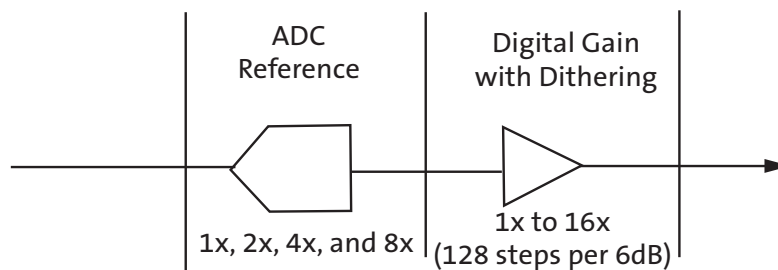 ADC
Reference
Digital Gain
with Dithering
1x, 2x, 4x, and 8x
1x to 16x
(128 steps per 6dB)